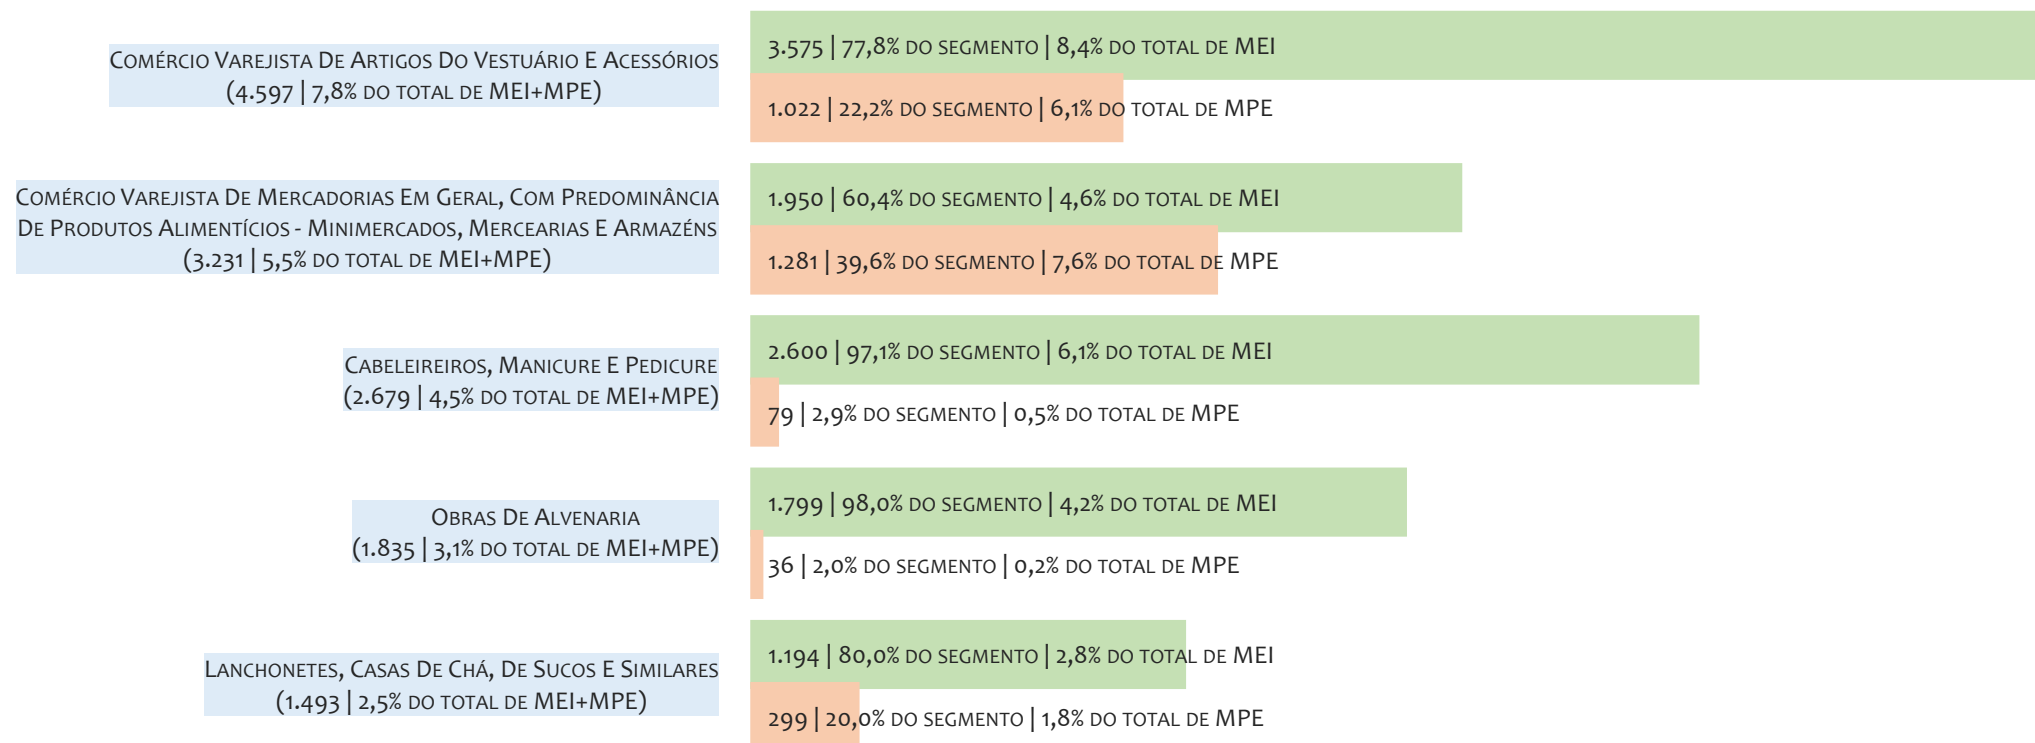 Comércio Varejista De Artigos Do Vestuário E Acessórios
(4.597 | 7,8% do total de MEI+MPE)
3.575 | 77,8% do segmento | 8,4% do total de MEI
1.022 | 22,2% do segmento | 6,1% do total de MPE
Comércio Varejista De Mercadorias Em Geral, Com Predominância
De Produtos Alimentícios - Minimercados, Mercearias E Armazéns
(3.231 | 5,5% do total de MEI+MPE)
1.950 | 60,4% do segmento | 4,6% do total de MEI
1.281 | 39,6% do segmento | 7,6% do total de MPE
Cabeleireiros, Manicure E Pedicure
(2.679 | 4,5% do total de MEI+MPE)
2.600 | 97,1% do segmento | 6,1% do total de MEI
79 | 2,9% do segmento | 0,5% do total de MPE
Obras De Alvenaria
(1.835 | 3,1% do total de MEI+MPE)
1.799 | 98,0% do segmento | 4,2% do total de MEI
36 | 2,0% do segmento | 0,2% do total de MPE
Lanchonetes, Casas De Chá, De Sucos E Similares
(1.493 | 2,5% do total de MEI+MPE)
1.194 | 80,0% do segmento | 2,8% do total de MEI
299 | 20,0% do segmento | 1,8% do total de MPE